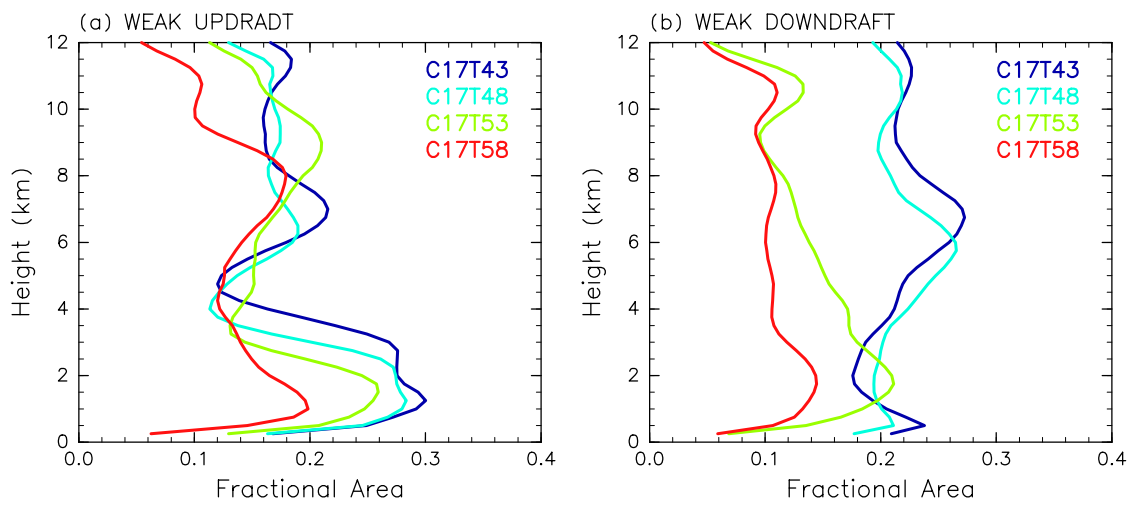 (a) WEAK UPDRADT
12
10
8
6
4
2
0
0.0 0.1 0.2 0.3 0.4
Height (km)
Fractional Area
C17T43
C17T48
C17T53
C17T58
(b) WEAK DOWNDRAFT
12
10
8
6
4
2
0
0.0 0.1 0.2 0.3 0.4
Height (km)
Fractional Area
C17T43
C17T48
C17T53
C17T58